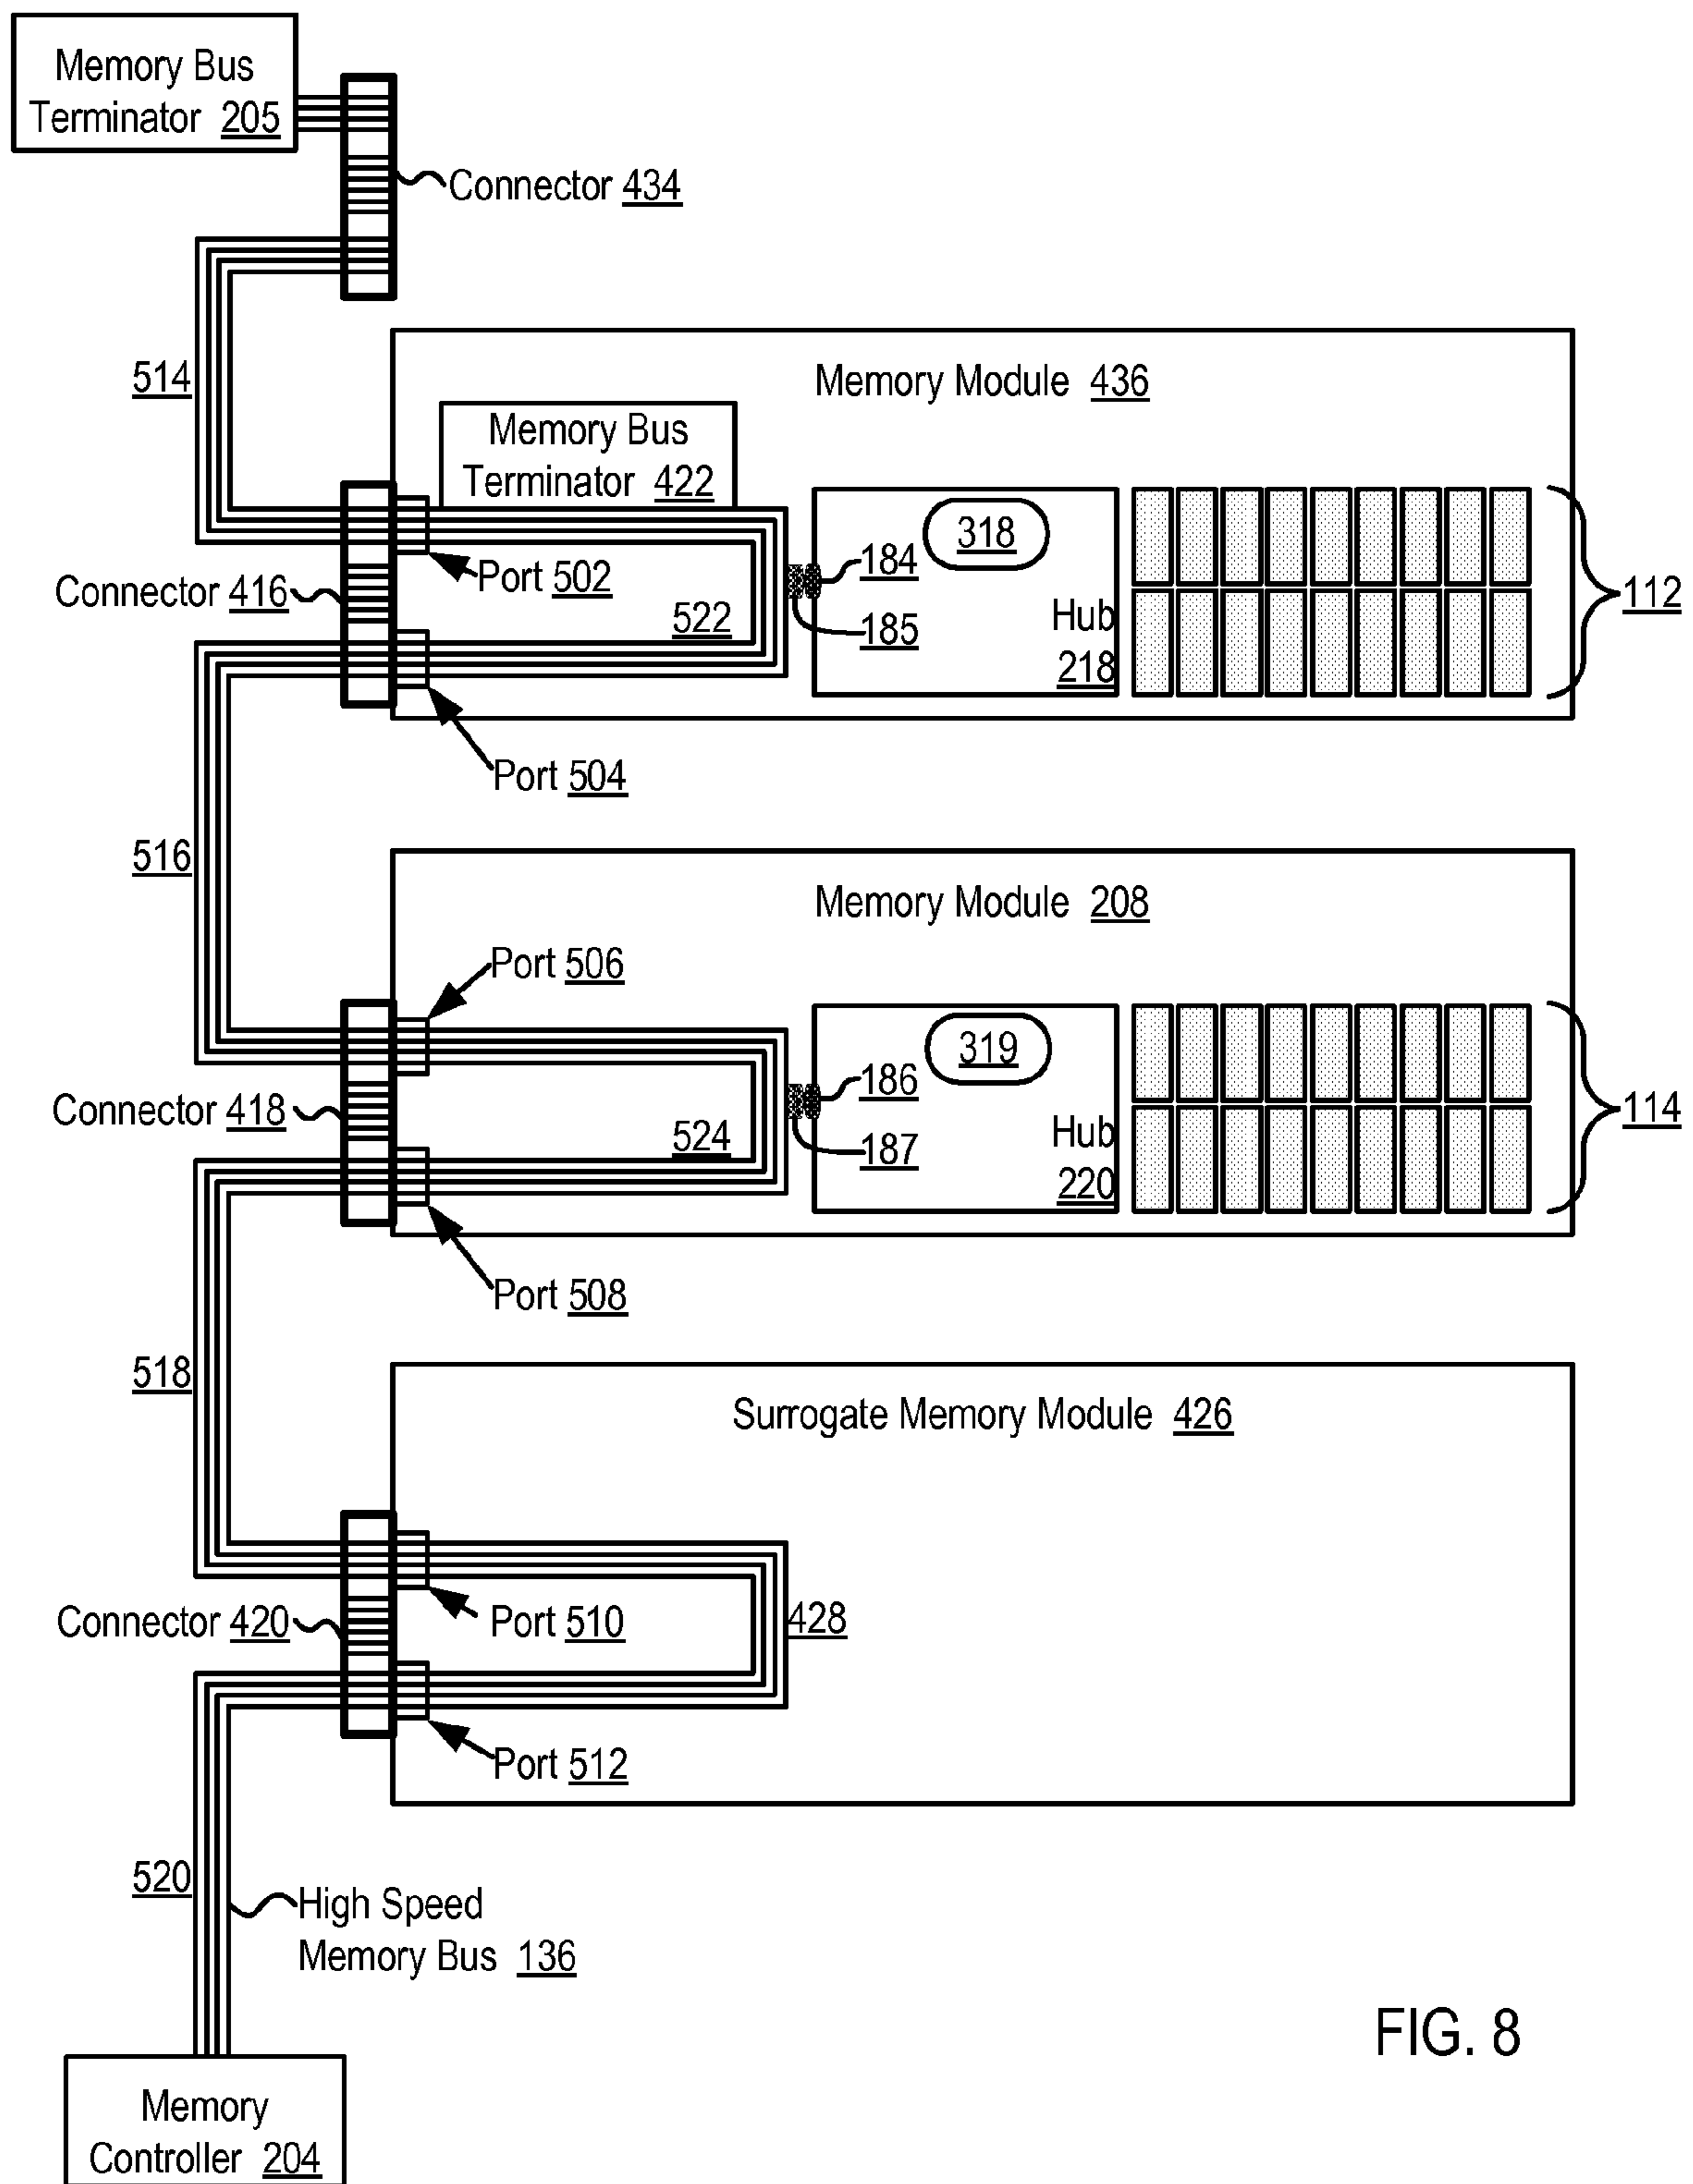 Memory Bus
Terminator 205
Connector 434
514
Memory Module 436
Memory Bus
Terminator 422
318
184
Port 502
Connector 416
522
185
Hub
218
112
Port 504
516
Memory Module 208
Port 506
319
186
Connector 418
524
187
Hub
220
114
Port 508
518
Surrogate Memory Module 426
Connector 420
Port 510
428
Port 512
520
High Speed
Memory Bus 136
FIG. 8
Memory
Controller 204